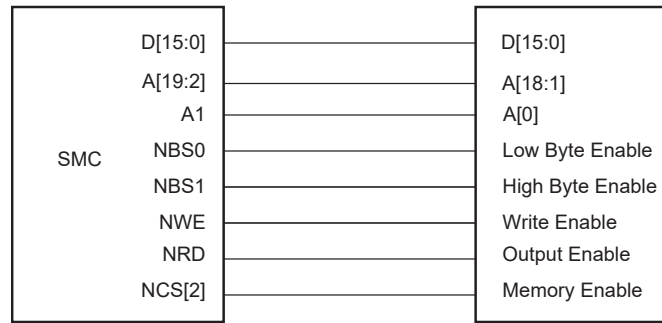 D[15:0] D[15:0]
A[19:2] A[18:1]
A1 A[0]
SMC NBS0 Low Byte Enable
NBS1 High Byte Enable
NWE Write Enable
NRD Output Enable
NCS[2] Memory Enable